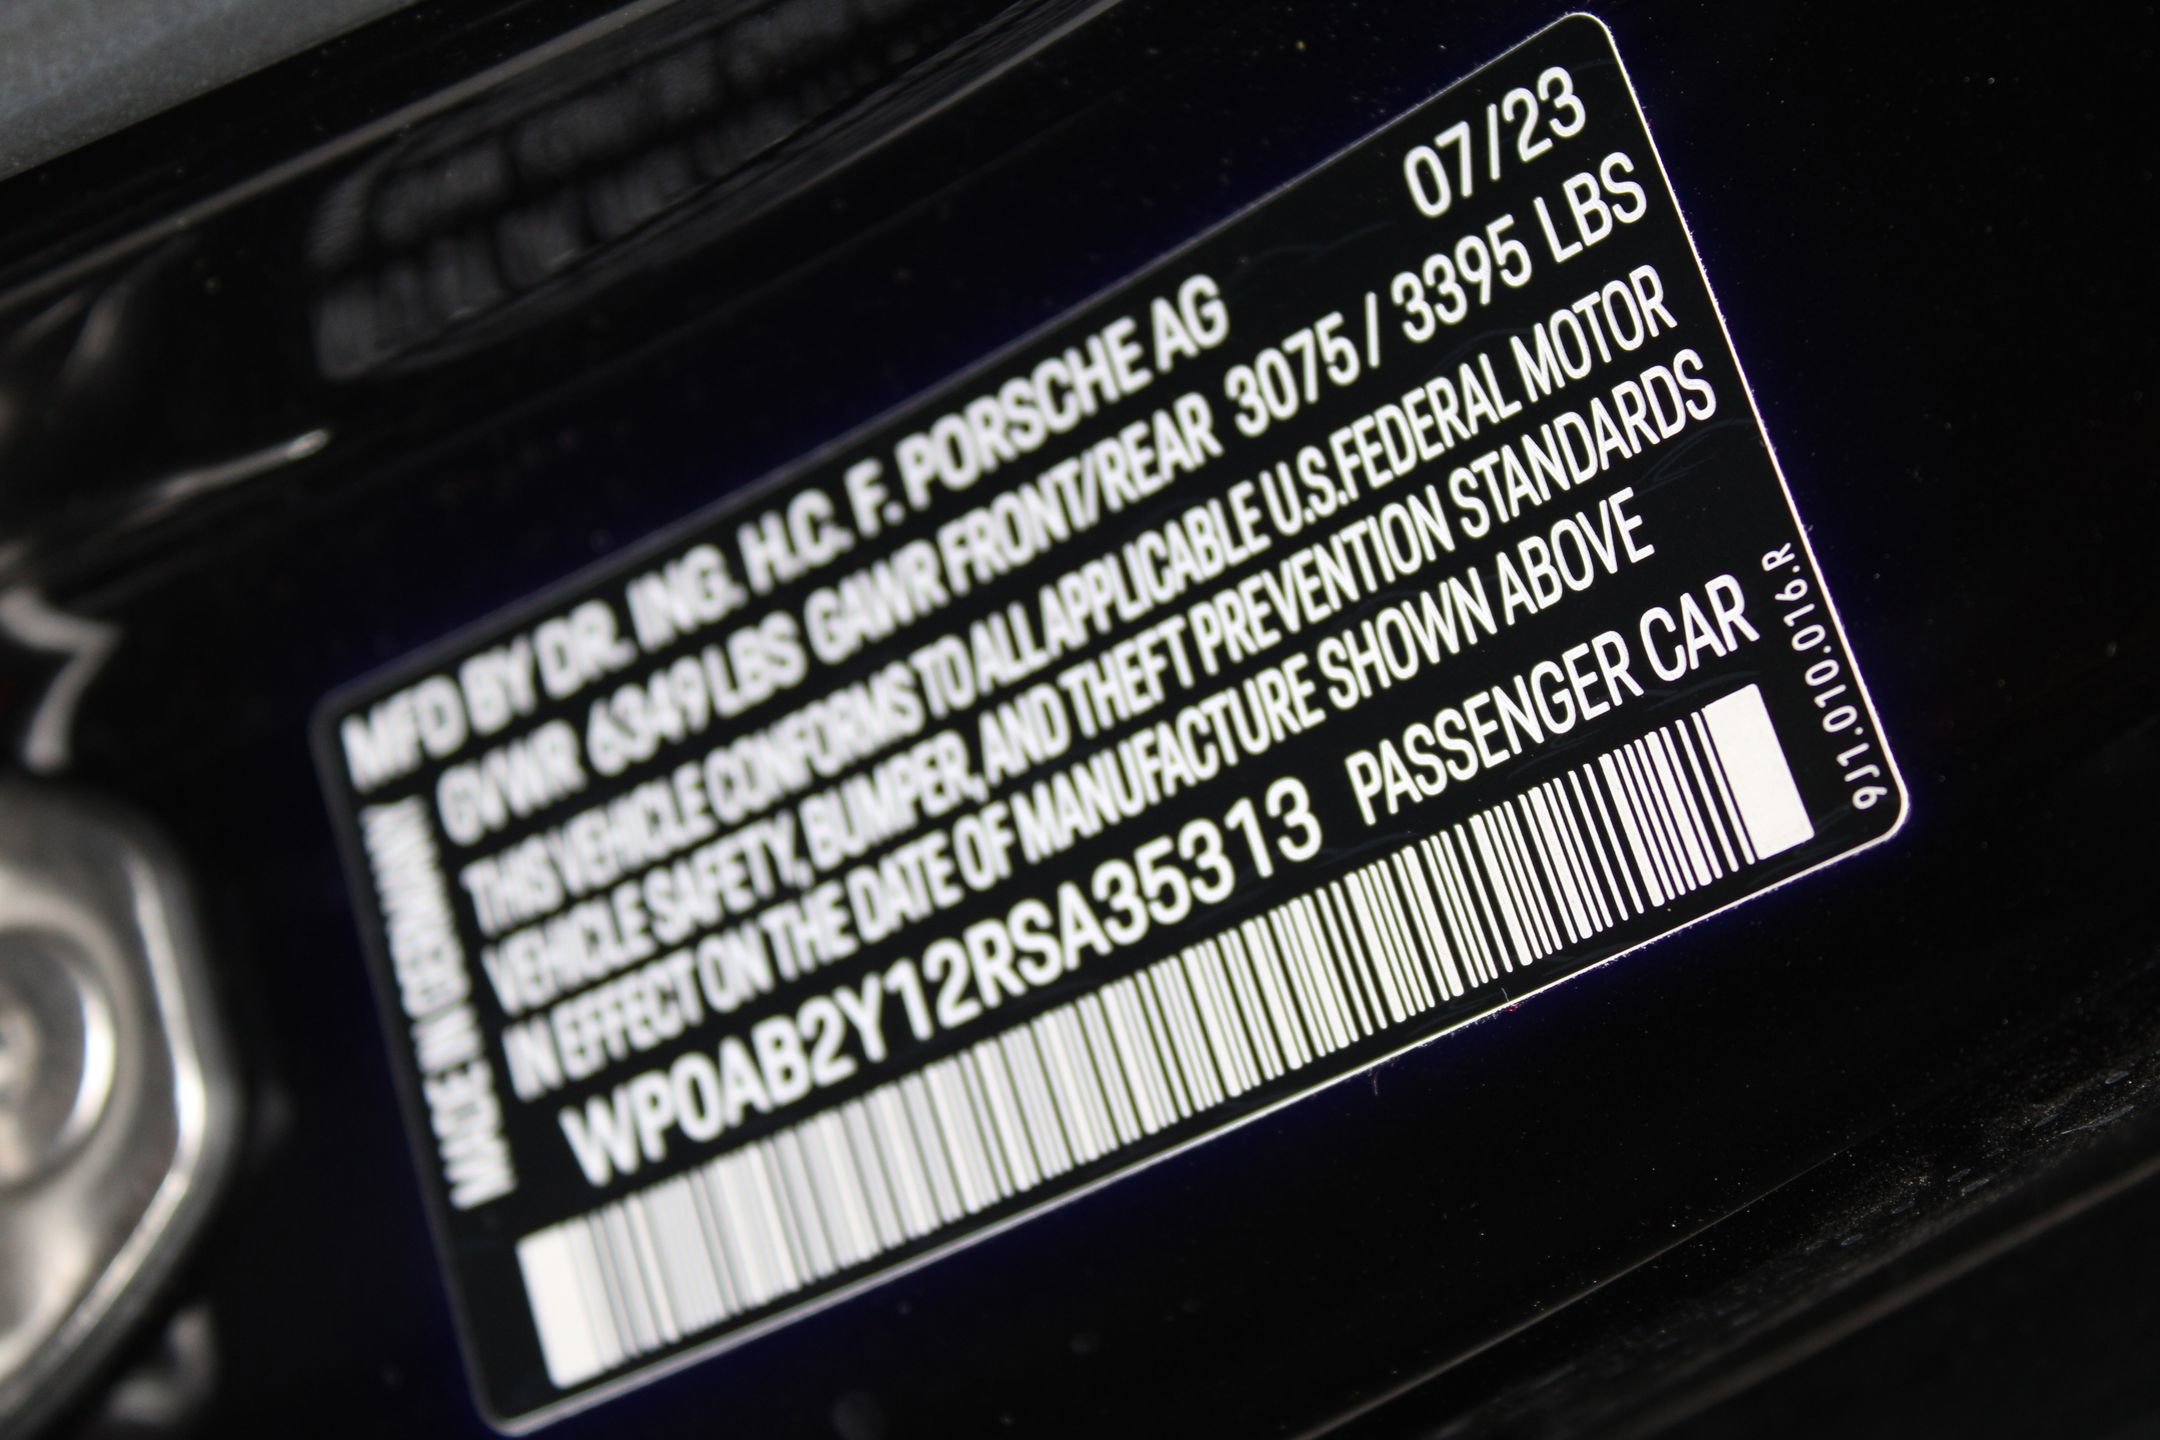 MFD BY DR. ING. H.C. F. PORSCHE AG 07/23
GVWR 6349 LBS GAWR FRONT/REAR 3075 / 3395 LBS
THIS VEHICLE CONFORMS TO ALL APPLICABLE U.S.FEDERAL MOTOR
VEHICLE SAFETY, BUMPER, AND THEFT PREVENTION STANDARDS
IN EFFECT ON THE DATE OF MANUFACTURE SHOWN ABOVE
WP0AB2Y12RSA35313 PASSENGER CAR
MADE IN GERMANY
9J1.010.016.R